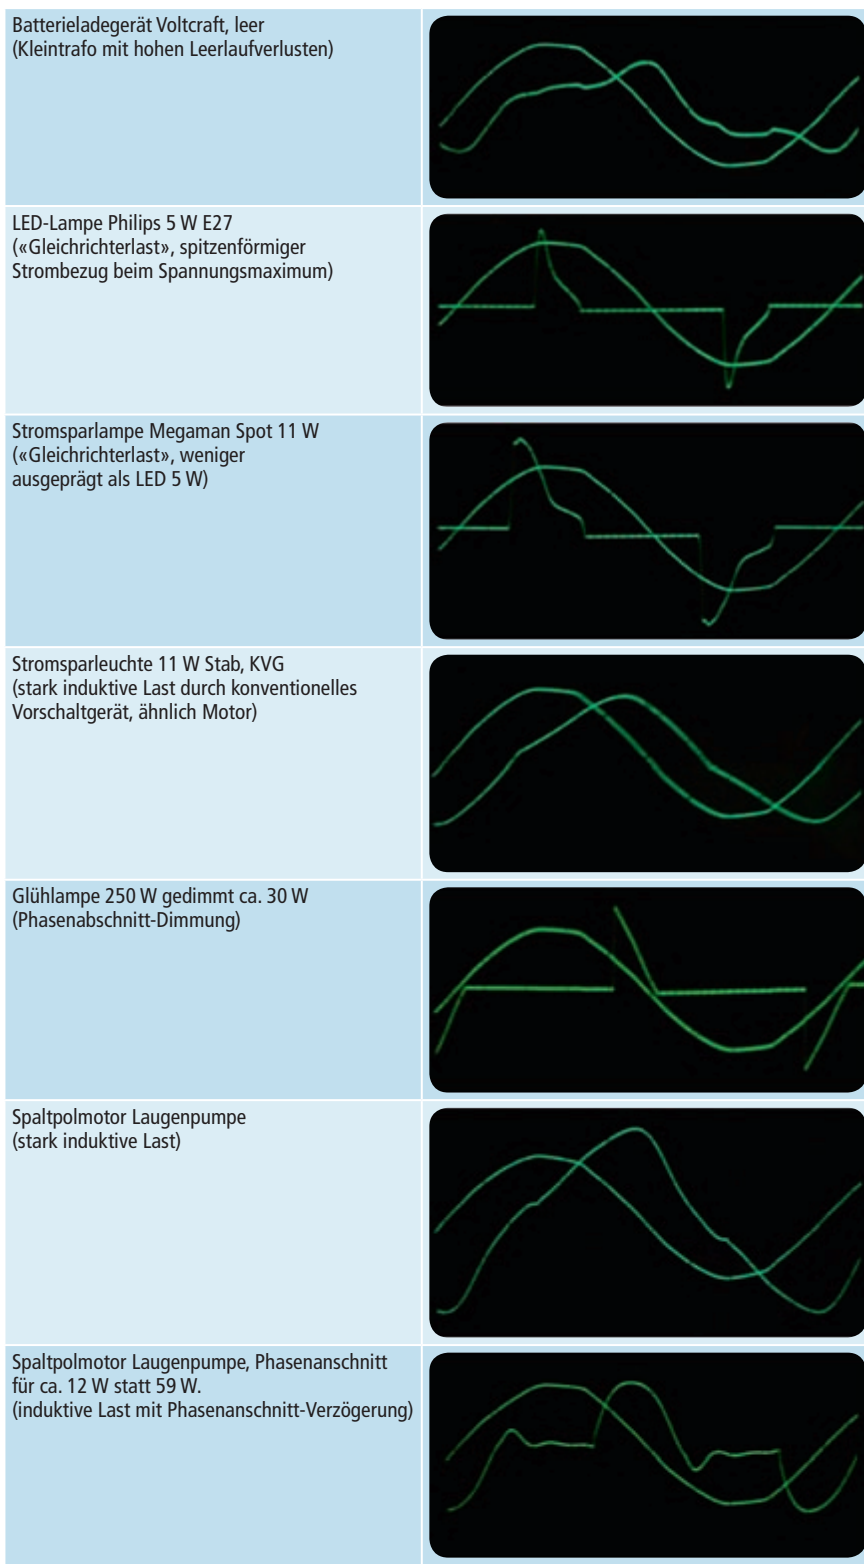 Batterieladegerät Voltcraft, leer
(Kleintrafo mit hohen Leerlaufverlusten)
LED-Lampe Philips 5 W E27
(«Gleichrichterlast», spitzenförmiger
Strombezug beim Spannungsmaximum)
Stromsparlampe Megaman Spot 11 W
(«Gleichrichterlast», weniger
ausgeprägt als LED 5 W)
Stromsparleuchte 11 W Stab, KVG
(stark induktive Last durch konventionelles
Vorschaltgerät, ähnlich Motor)
Glühlampe 250 W gedimmt ca. 30 W
(Phasenabschnitt-Dimmung)
Spaltpolmotor Laugenpumpe
(stark induktive Last)
Spaltpolmotor Laugenpumpe, Phasenanschnitt
für ca. 12 W statt 59 W.
(induktive Last mit Phasenanschnitt-Verzögerung)